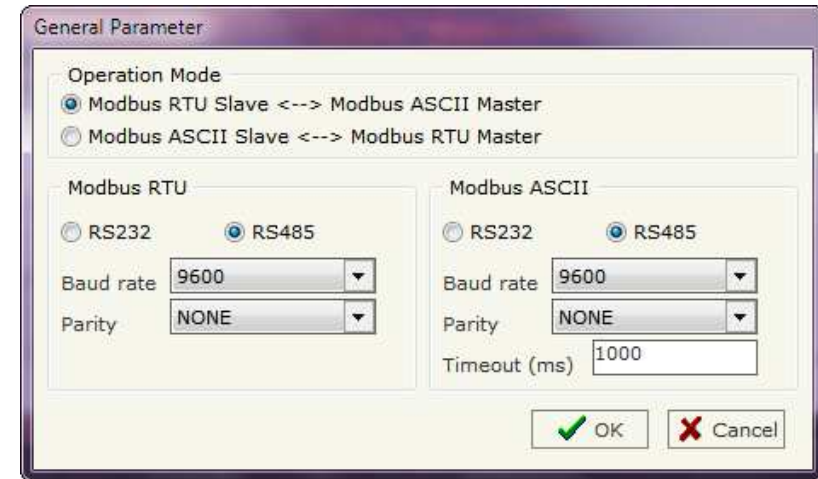 General Parameter
Operation Mode
Modbus RTU Slave <--> Modbus ASCII Master
Modbus ASCII Slave <--> Modbus RTU Master
Modbus RTU
RS232 RS485
Baud rate 9600
Parity NONE
Modbus ASCII
RS232 RS485
Baud rate 9600
Parity NONE
Timeout (ms) 1000
OK Cancel